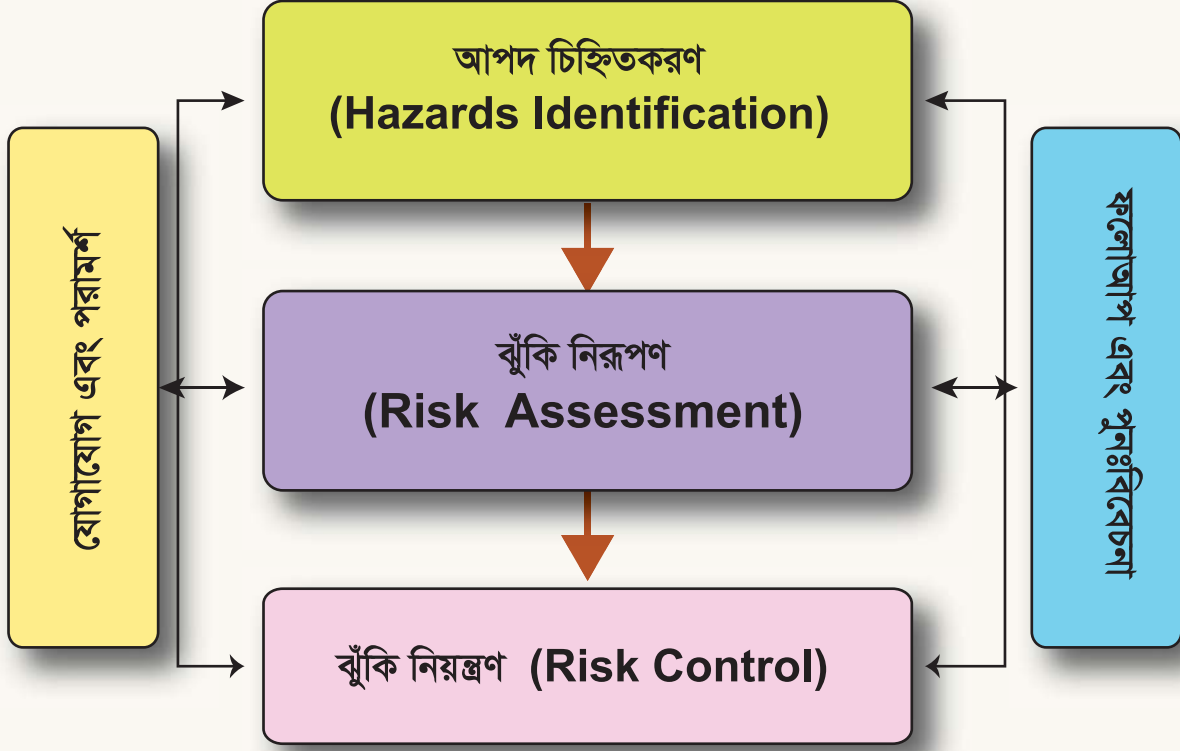 আপদ চিহ্নিতকরণ
(Hazards Identification)
যোগাযোগ এবং পরামর্শ
ঝুঁকি নিরূপণ
(Risk Assessment)
ফলোআপ এবং পুনঃবিবেচনা
ঝুঁকি নিয়ন্ত্রণ (Risk Control)